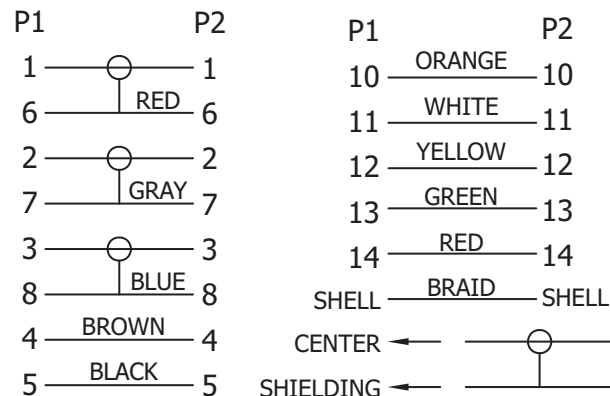 P1 P2
1 1
6 RED 6
2 2
7 GRAY 7
3 3
8 BLUE 8
4 BROWN 4
5 BLACK 5
P1 P2
10 ORANGE 10
11 WHITE 11
12 YELLOW 12
13 GREEN 13
14 RED 14
SHELL BRAID SHELL
CENTER
SHIELDING